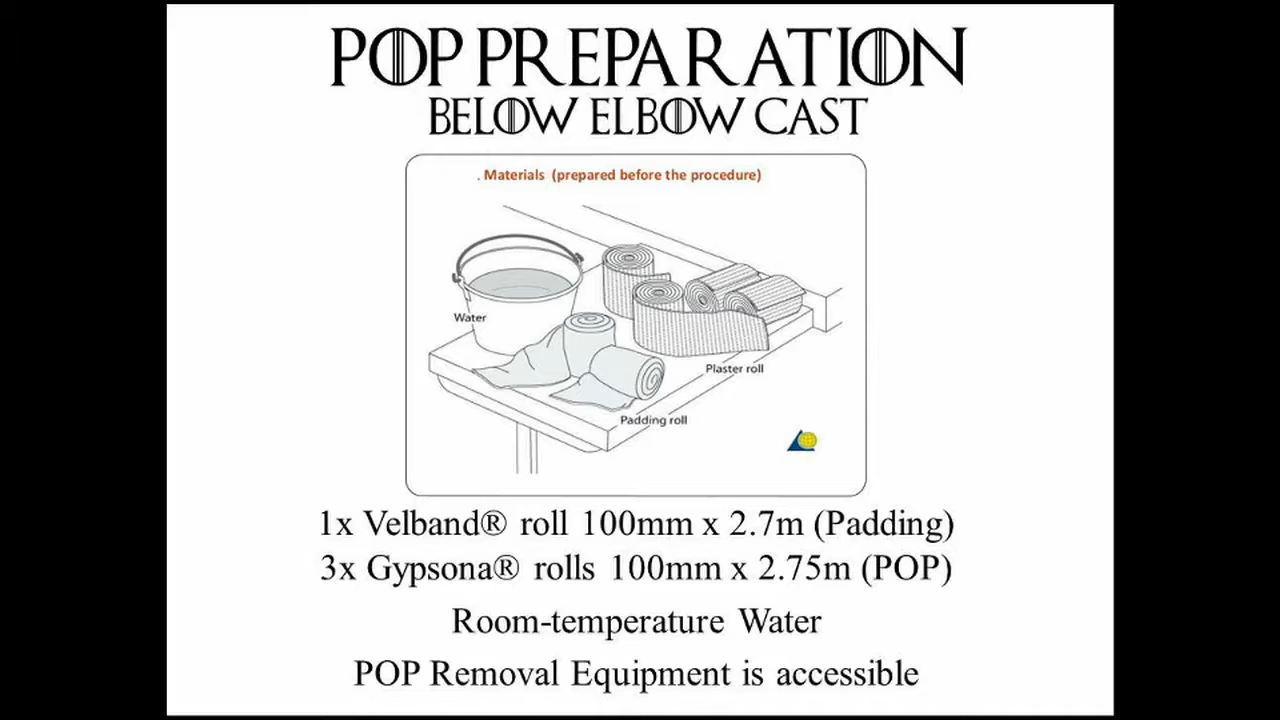 POP PREPARATION
BELOW ELBOW CAST
. Materials (prepared before the procedure)
Water
Plaster roll
Padding roll
1x Velband® roll 100mm x 2.7m (Padding)
3x Gypsona® rolls 100mm x 2.75m (POP)
Room-temperature Water
POP Removal Equipment is accessible